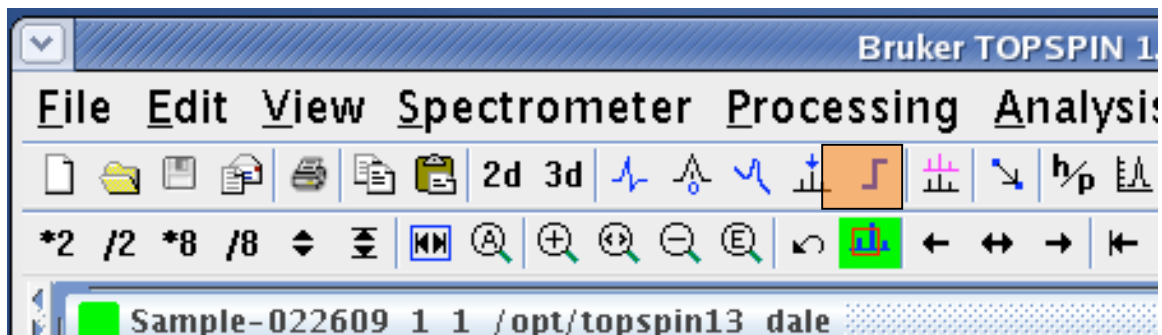 Bruker TOPSPIN 1.
File Edit View Spectrometer Processing Analysis
2d 3d h/p
*2 /2 *8 /8 A E
Sample-022609 1 1 /opt/topspin13 dale